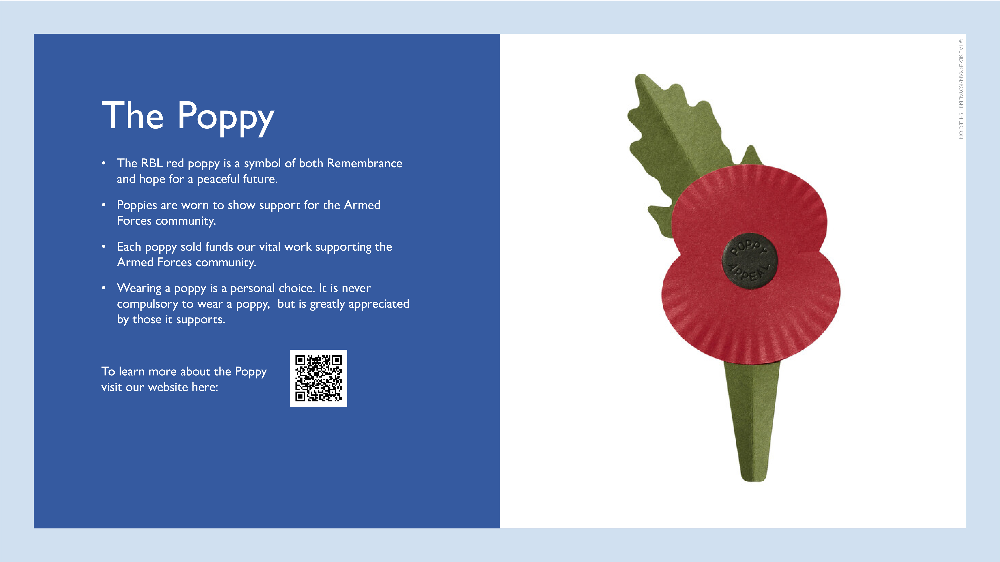 The Poppy
• The RBL red poppy is a symbol of both Remembrance
and hope for a peaceful future.
• Poppies are worn to show support for the Armed
Forces community.
• Each poppy sold funds our vital work supporting the
Armed Forces community.
• Wearing a poppy is a personal choice. It is never
compulsory to wear a poppy,  but is greatly appreciated
by those it supports.
To learn more about the Poppy
visit our website here:
POPPY
APPEAL
© TAL SILVERMAN/ROYAL BRITISH LEGION